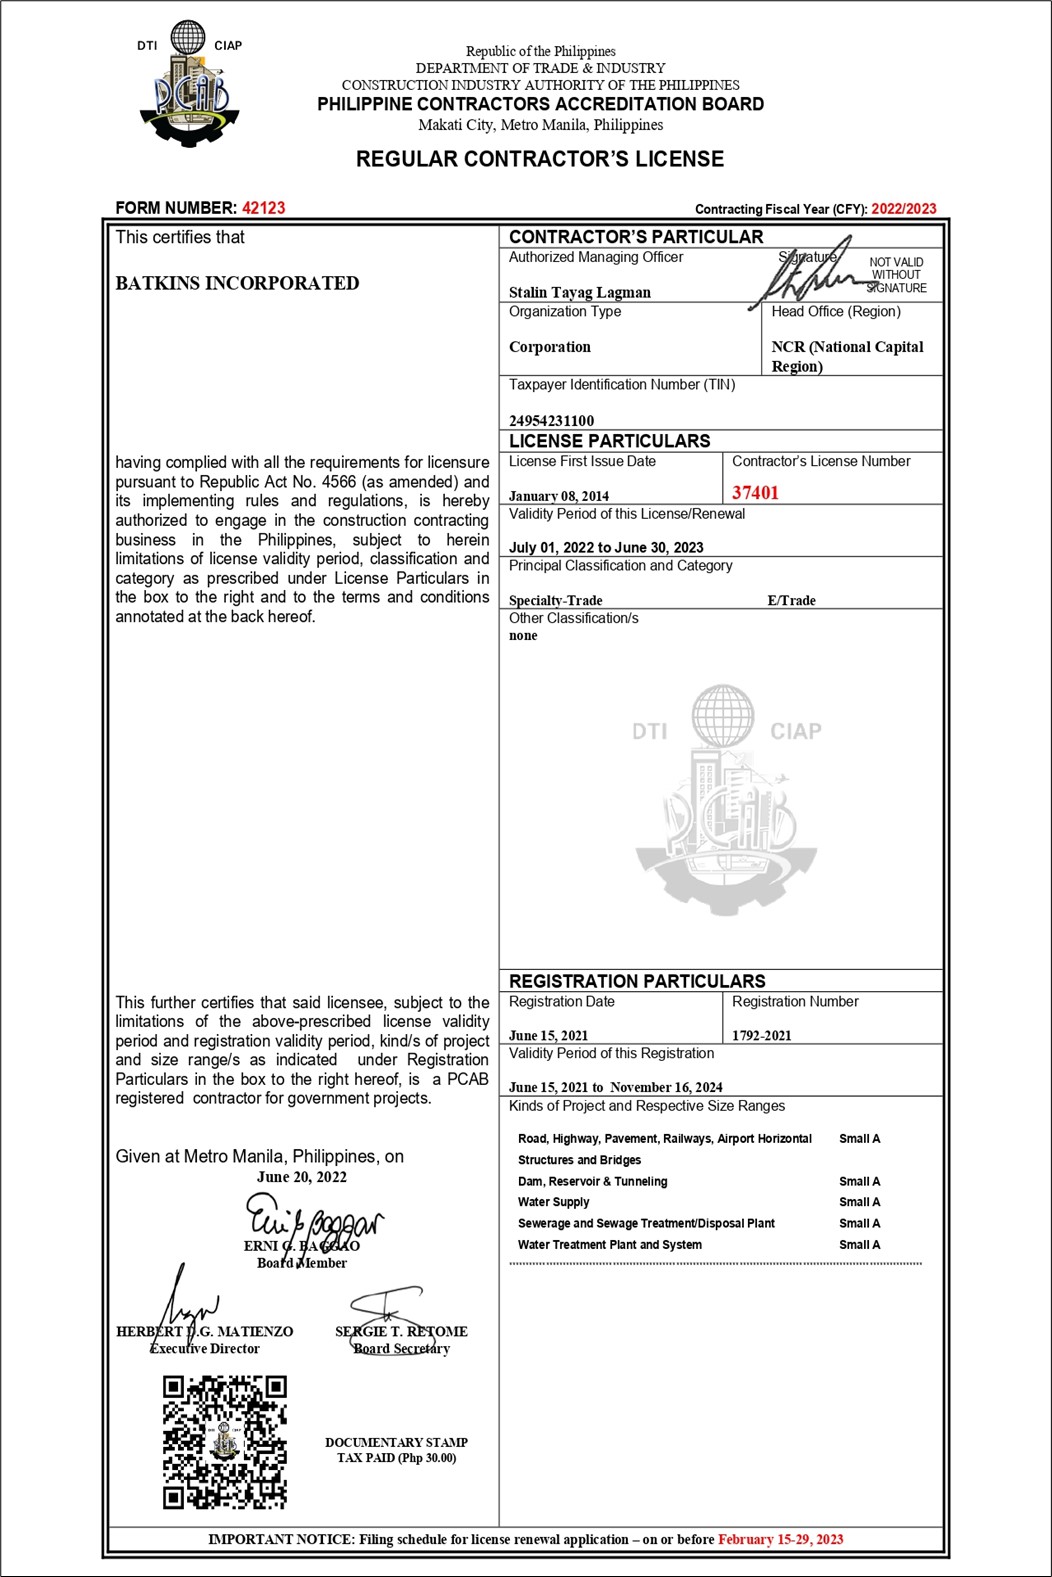 DTI CIAP
PCAB
Republic of the Philippines
DEPARTMENT OF TRADE & INDUSTRY
CONSTRUCTION INDUSTRY AUTHORITY OF THE PHILIPPINES
PHILIPPINE CONTRACTORS ACCREDITATION BOARD
Makati City, Metro Manila, Philippines
REGULAR CONTRACTOR'S LICENSE
FORM NUMBER: 42123
Contracting Fiscal Year (CFY): 2022/2023
This certifies that
BATKINS INCORPORATED
having complied with all the requirements for licensure
pursuant to Republic Act No. 4566 (as amended) and
its implementing rules and regulations, is hereby
authorized to engage in the construction contracting
business in the Philippines, subject to herein
limitations of license validity period, classification and
category as prescribed under License Particulars in
the box to the right and to the terms and conditions
annotated at the back hereof.
This further certifies that said licensee, subject to the
limitations of the above-prescribed license validity
period and registration validity period, kind/s of project
and size range/s as indicated under Registration
Particulars in the box to the right hereof, is a PCAB
registered contractor for government projects.
Given at Metro Manila, Philippines, on
June 20, 2022
ERNI G. BAGGAO
Board Member
HERBERT D.G. MATIENZO
Executive Director
SERGIE T. RETOME
Board Secretary
DOCUMENTARY STAMP
TAX PAID (Php 30.00)
CONTRACTOR'S PARTICULAR
Authorized Managing Officer
Signature
NOT VALID
WITHOUT
SIGNATURE
Stalin Tayag Lagman
Organization Type
Head Office (Region)
Corporation
NCR (National Capital
Region)
Taxpayer Identification Number (TIN)
24954231100
LICENSE PARTICULARS
License First Issue Date
Contractor's License Number
January 08, 2014
37401
Validity Period of this License/Renewal
July 01, 2022 to June 30, 2023
Principal Classification and Category
Specialty-Trade E/Trade
Other Classification/s
none
DTI CIAP
PCAB
REGISTRATION PARTICULARS
Registration Date
Registration Number
June 15, 2021
1792-2021
Validity Period of this Registration
June 15, 2021 to November 16, 2024
Kinds of Project and Respective Size Ranges
Road, Highway, Pavement, Railways, Airport Horizontal Small A
Structures and Bridges
Dam, Reservoir & Tunneling Small A
Water Supply Small A
Sewerage and Sewage Treatment/Disposal Plant Small A
Water Treatment Plant and System Small A
IMPORTANT NOTICE: Filing schedule for license renewal application – on or before February 15-29, 2023